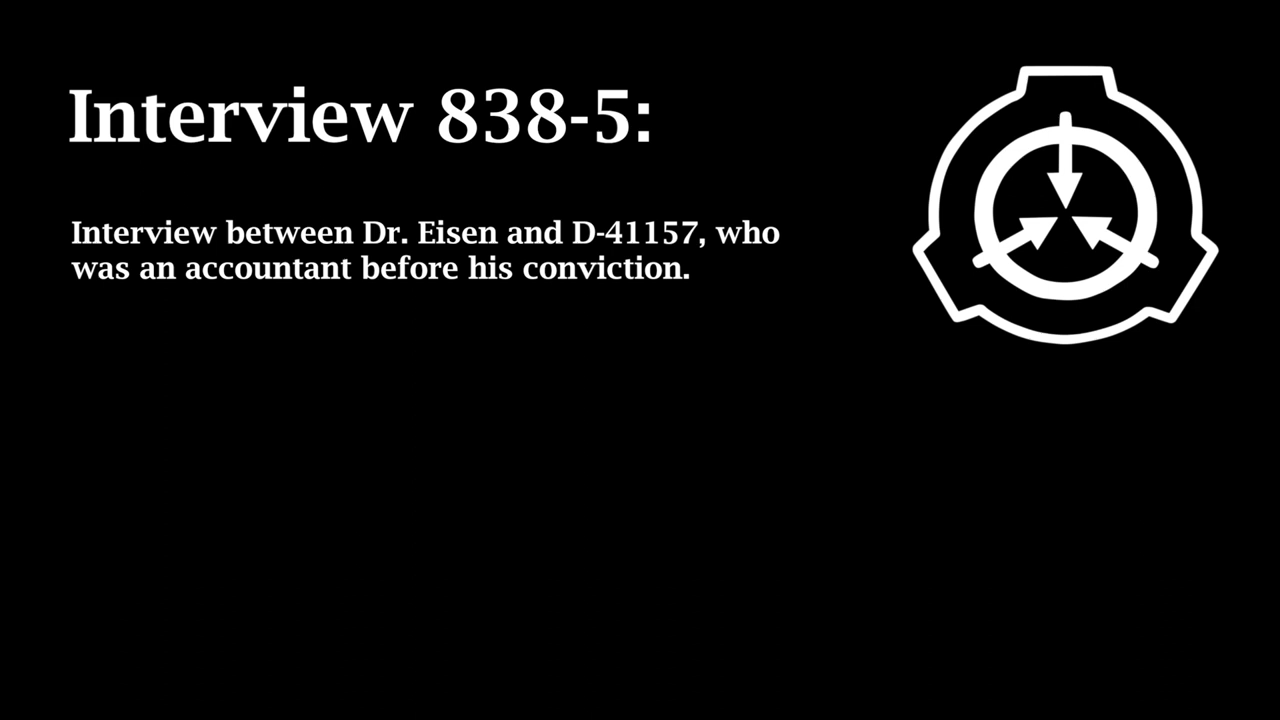 Interview 838-5:
Interview between Dr. Eisen and D-41157, who
was an accountant before his conviction.